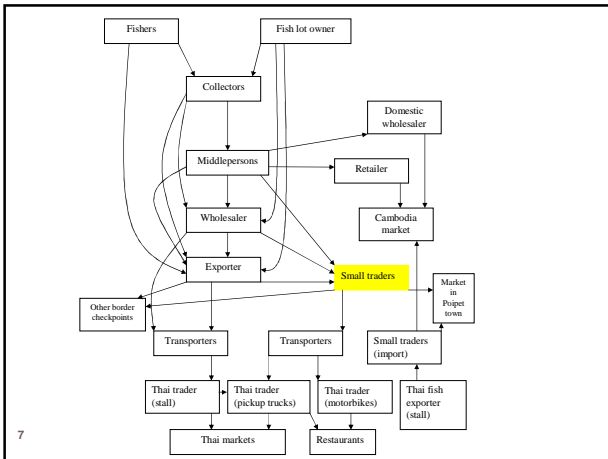 Fishers
Fish lot owner
Collectors
Domestic
wholesaler
Middlepersons
Retailer
Wholesaler
Cambodia
market
Exporter
Small traders
Market
in
Poipet
town
Other border
checkpoints
Transporters
Transporters
Small traders
(import)
Thai trader
(stall)
Thai trader
(pickup trucks)
Thai trader
(motorbikes)
Thai fish
exporter
(stall)
Thai markets
Restaurants
7